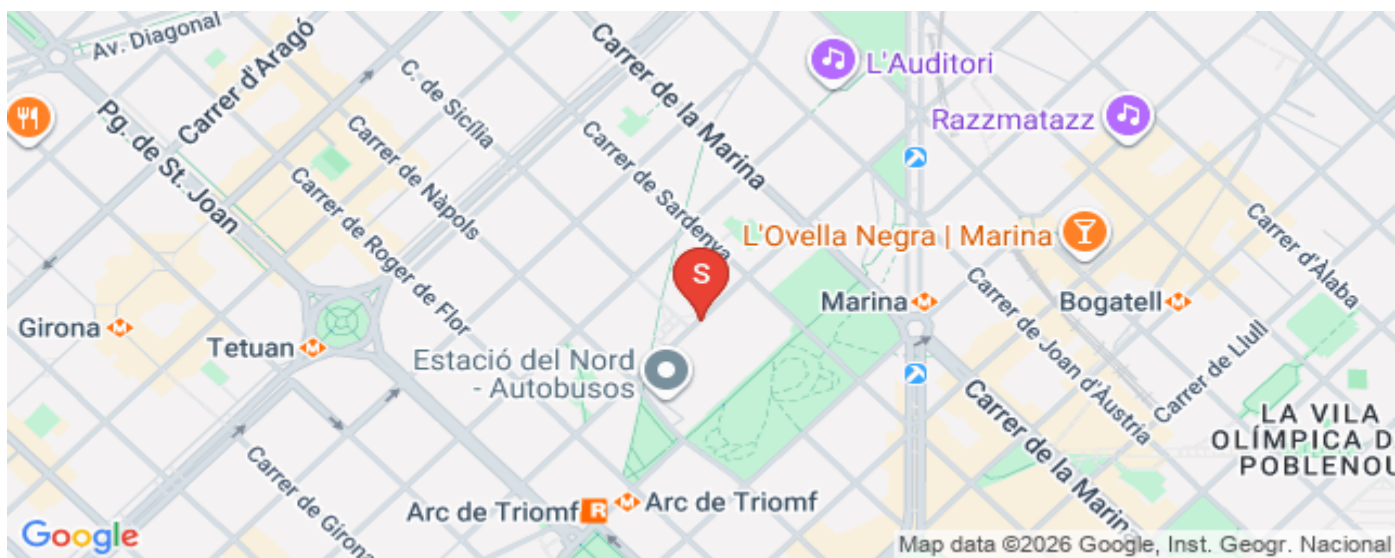 Av. Diagonal
Carrer d'Aragó
C. de Sicília
Carrer de la Marina
L'Auditori
Razzmatazz
Pg. de St. Joan
Carrer de Nàpols
Carrer de Sardenya
Carrer de Roger de Flor
L'Ovella Negra | Marina
Carrer d'Àlaba
S
Girona
Tetuan
Marina
Bogatell
Carrer de Joan d'Àustria
Carrer de Llull
Estació del Nord
- Autobusos
Carrer de la Marina
LA VILA
OLÍMPICA D
POBLENOU
Carrer de Girona
Arc de Triomf
R
Arc de Triomf
Google
Map data ©2026 Google, Inst. Geogr. Nacional